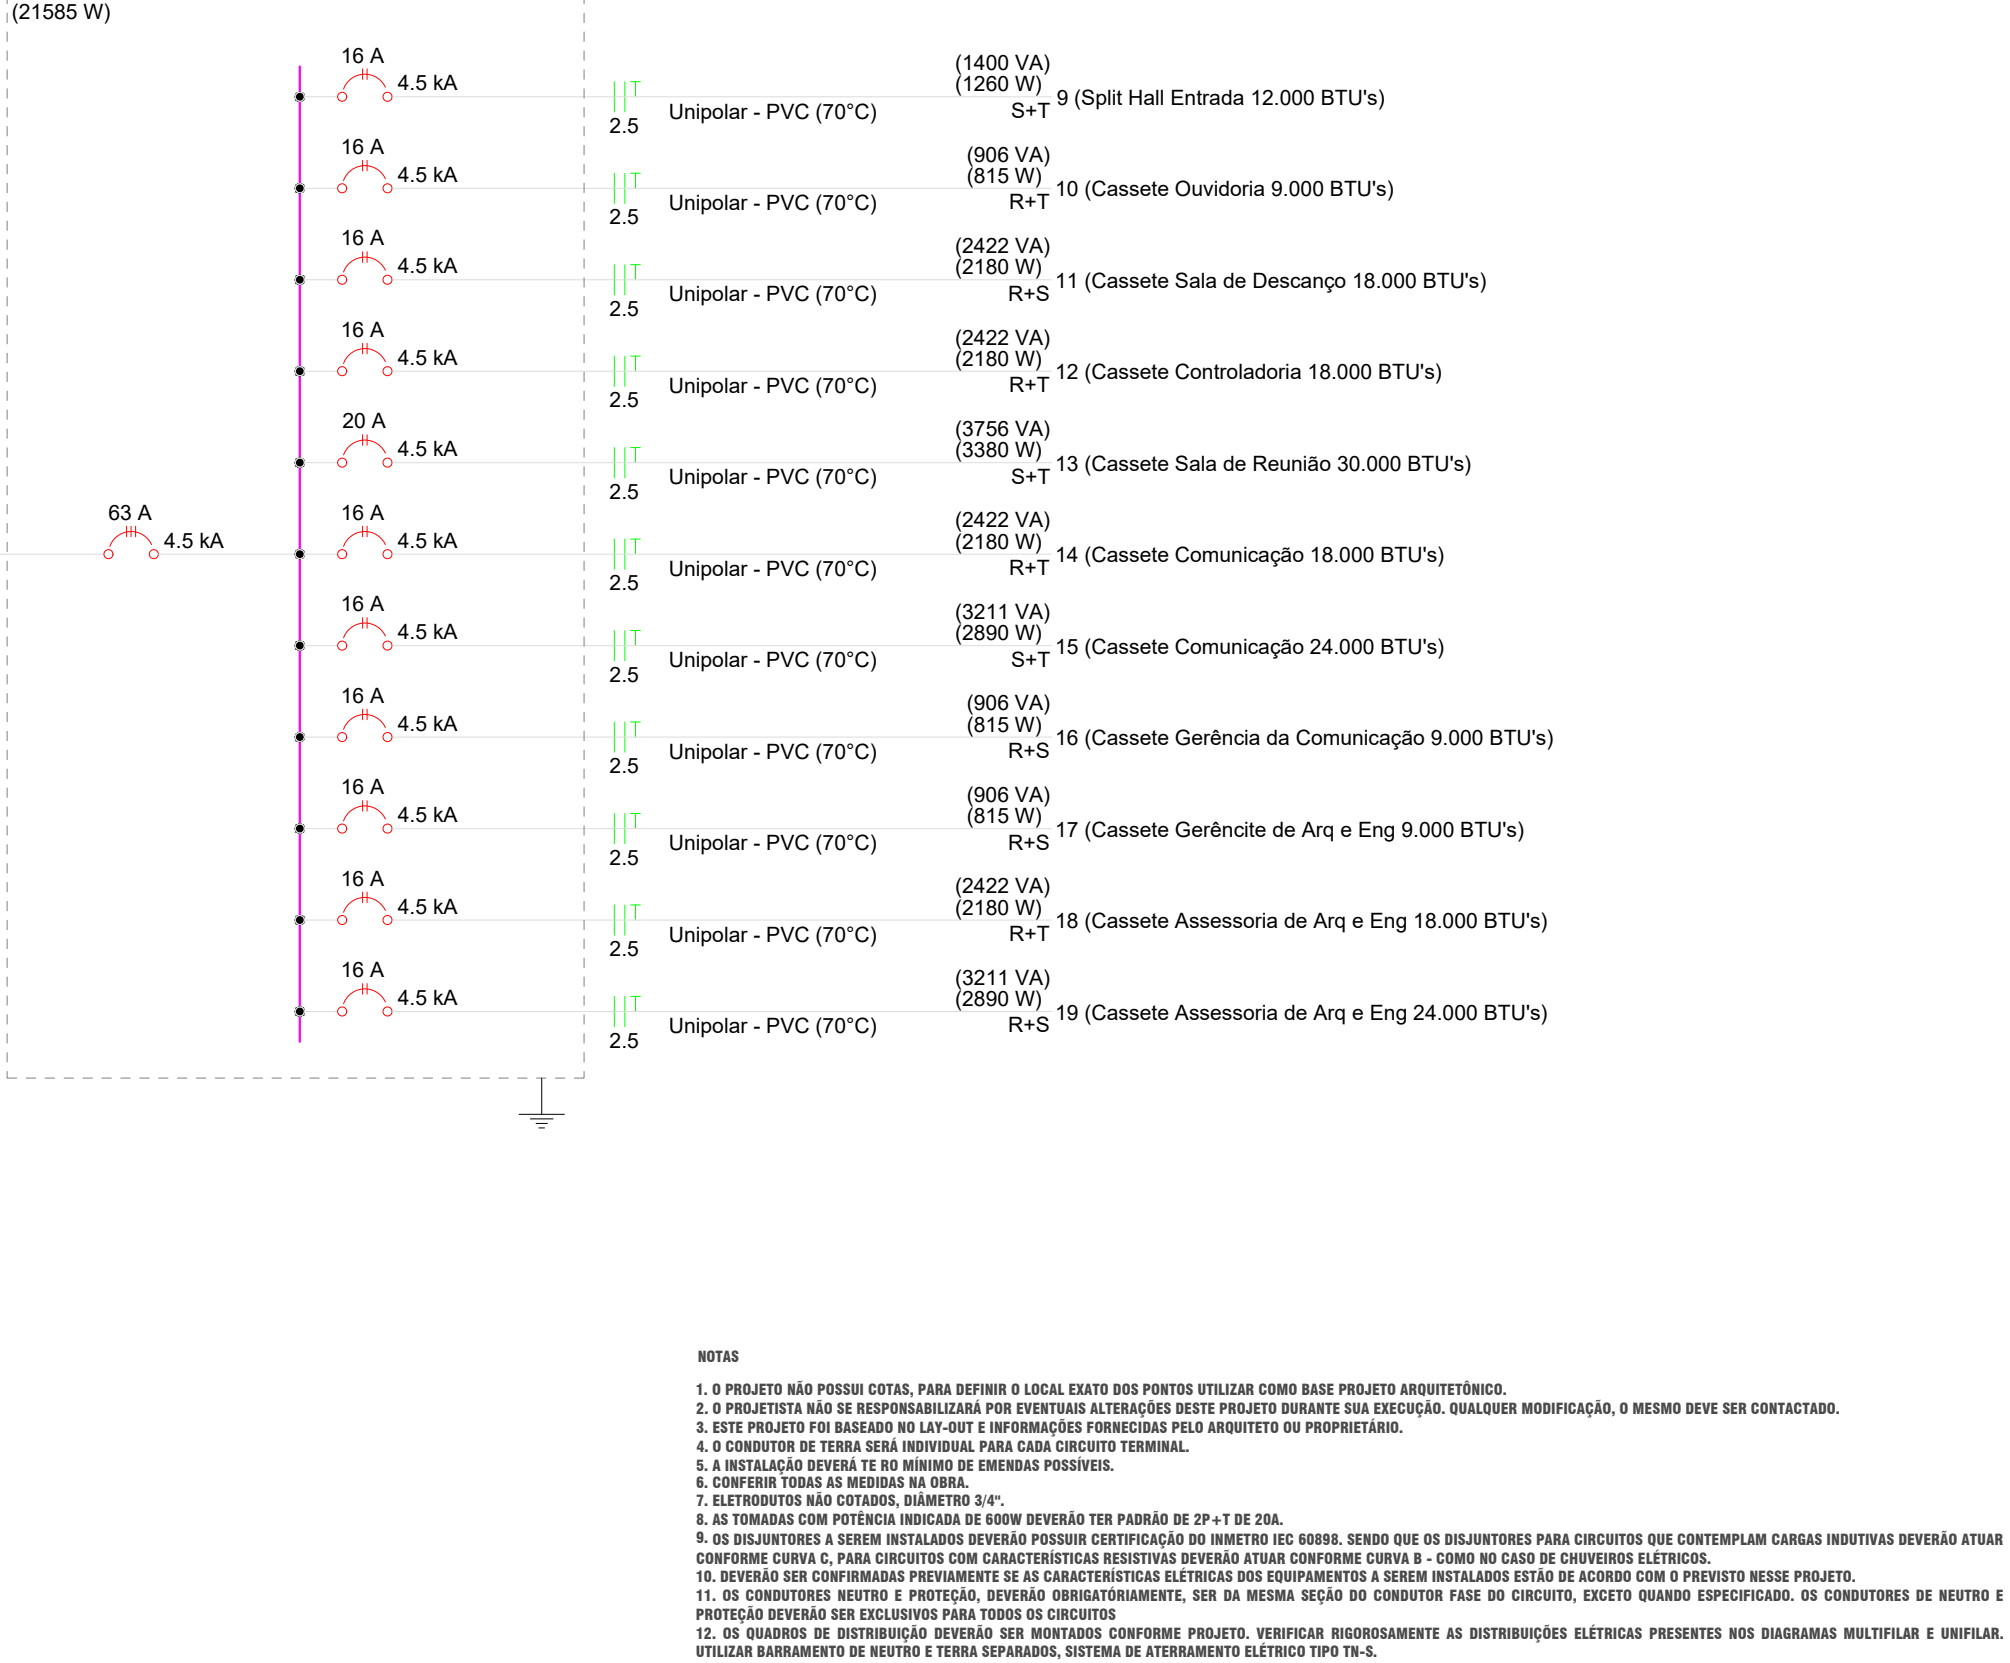 (21585 W)
16 A
4.5 kA
2.5
Unipolar - PVC (70°C)
(1400 VA)
(1260 W)
S+T
9 (Split Hall Entrada 12.000 BTU's)
16 A
4.5 kA
2.5
Unipolar - PVC (70°C)
(906 VA)
(815 W)
R+T
10 (Cassete Ouvidoria 9.000 BTU's)
16 A
4.5 kA
2.5
Unipolar - PVC (70°C)
(2422 VA)
(2180 W)
R+S
11 (Cassete Sala de Descanço 18.000 BTU's)
16 A
4.5 kA
2.5
Unipolar - PVC (70°C)
(2422 VA)
(2180 W)
R+T
12 (Cassete Controladoria 18.000 BTU's)
20 A
4.5 kA
2.5
Unipolar - PVC (70°C)
(3756 VA)
(3380 W)
S+T
13 (Cassete Sala de Reunião 30.000 BTU's)
63 A
4.5 kA
16 A
4.5 kA
2.5
Unipolar - PVC (70°C)
(2422 VA)
(2180 W)
R+T
14 (Cassete Comunicação 18.000 BTU's)
16 A
4.5 kA
2.5
Unipolar - PVC (70°C)
(3211 VA)
(2890 W)
S+T
15 (Cassete Comunicação 24.000 BTU's)
16 A
4.5 kA
2.5
Unipolar - PVC (70°C)
(906 VA)
(815 W)
R+S
16 (Cassete Gerência da Comunicação 9.000 BTU's)
16 A
4.5 kA
2.5
Unipolar - PVC (70°C)
(906 VA)
(815 W)
R+S
17 (Cassete Gerêncite de Arq e Eng 9.000 BTU's)
16 A
4.5 kA
2.5
Unipolar - PVC (70°C)
(2422 VA)
(2180 W)
R+T
18 (Cassete Assessoria de Arq e Eng 18.000 BTU's)
16 A
4.5 kA
2.5
Unipolar - PVC (70°C)
(3211 VA)
(2890 W)
R+S
19 (Cassete Assessoria de Arq e Eng 24.000 BTU's)
NOTAS
1. O PROJETO NÃO POSSUI COTAS, PARA DEFINIR O LOCAL EXATO DOS PONTOS UTILIZAR COMO BASE PROJETO ARQUITETÔNICO.
2. O PROJETISTA NÃO SE RESPONSABILIZARÁ POR EVENTUAIS ALTERAÇÕES DESTE PROJETO DURANTE SUA EXECUÇÃO. QUALQUER MODIFICAÇÃO, O MESMO DEVE SER CONTACTADO.
3. ESTE PROJETO FOI BASEADO NO LAY-OUT E INFORMAÇÕES FORNECIDAS PELO ARQUITETO OU PROPRIETÁRIO.
4. O CONDUTOR DE TERRA SERÁ INDIVIDUAL PARA CADA CIRCUITO TERMINAL.
5. A INSTALAÇÃO DEVERÁ TE RO MÍNIMO DE EMENDAS POSSÍVEIS.
6. CONFERIR TODAS AS MEDIDAS NA OBRA.
7. ELETRODUTOS NÃO COTADOS, DIÂMETRO 3/4".
8. AS TOMADAS COM POTÊNCIA INDICADA DE 600W DEVERÃO TER PADRÃO DE 2P+T DE 20A.
9. OS DISJUNTORES A SEREM INSTALADOS DEVERÃO POSSUIR CERTIFICAÇÃO DO INMETRO IEC 60898. SENDO QUE OS DISJUNTORES PARA CIRCUITOS QUE CONTEMPLAM CARGAS INDUTIVAS DEVERÃO ATUAR
CONFORME CURVA C, PARA CIRCUITOS COM CARACTERÍSTICAS RESISTIVAS DEVERÃO ATUAR CONFORME CURVA B - COMO NO CASO DE CHUVEIROS ELÉTRICOS.
10. DEVERÃO SER CONFIRMADAS PREVIAMENTE SE AS CARACTERÍSTICAS ELÉTRICAS DOS EQUIPAMENTOS A SEREM INSTALADOS ESTÃO DE ACORDO COM O PREVISTO NESSE PROJETO.
11. OS CONDUTORES NEUTRO E PROTEÇÃO, DEVERÃO OBRIGATÓRIAMENTE, SER DA MESMA SEÇÃO DO CONDUTOR FASE DO CIRCUITO, EXCETO QUANDO ESPECIFICADO. OS CONDUTORES DE NEUTRO E
PROTEÇÃO DEVERÃO SER EXCLUSIVOS PARA TODOS OS CIRCUITOS
12. OS QUADROS DE DISTRIBUIÇÃO DEVERÃO SER MONTADOS CONFORME PROJETO. VERIFICAR RIGOROSAMENTE AS DISTRIBUIÇÕES ELÉTRICAS PRESENTES NOS DIAGRAMAS MULTIFILAR E UNIFILAR.
UTILIZAR BARRAMENTO DE NEUTRO E TERRA SEPARADOS, SISTEMA DE ATERRAMENTO ELÉTRICO TIPO TN-S.